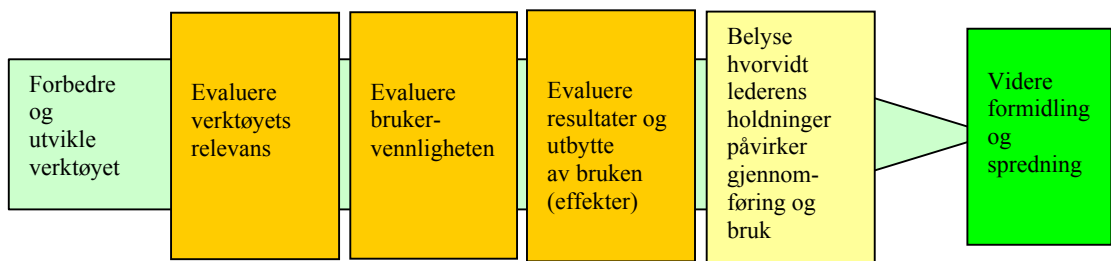 Forbedre
og
utvikle
verktøyet
Evaluere
verktøyets
relevans
Evaluere
bruker-
vennligheten
Evaluere
resultater og
utbytte
av bruken
(effekter)
Belyse
hvorvidt
lederens
holdninger
påvirker
gjennom-
føring og
bruk
Videre
formidling
og
spredning